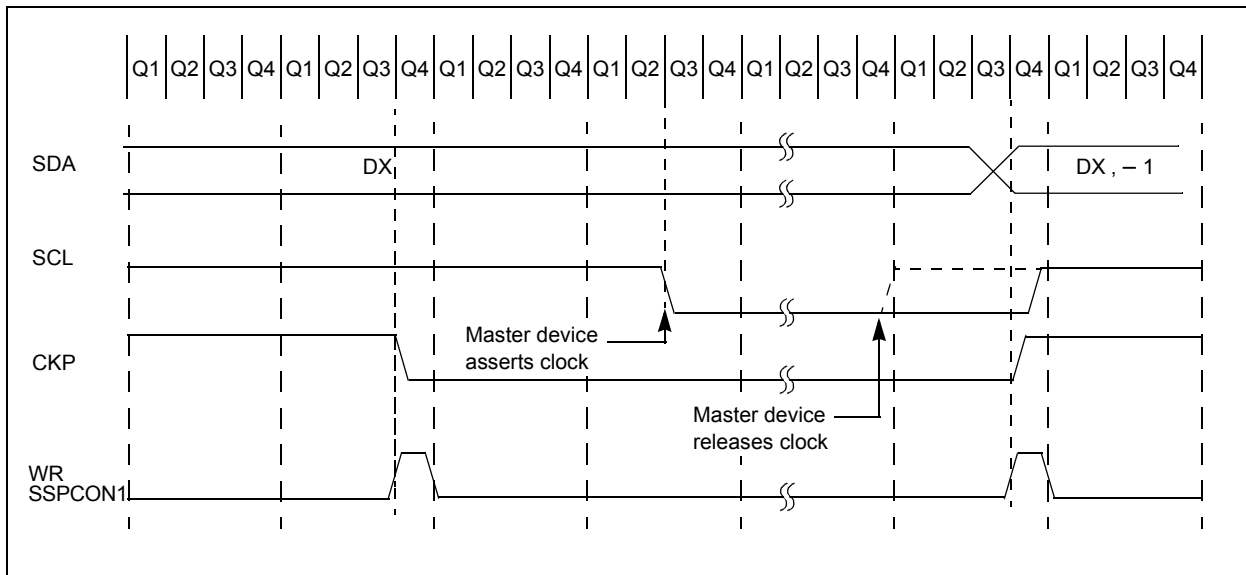 Q1 Q2 Q3 Q4 Q1 Q2 Q3 Q4 Q1 Q2 Q3 Q4 Q1 Q2 Q3 Q4 Q1 Q2 Q3 Q4 Q1 Q2 Q3 Q4 Q1 Q2 Q3 Q4
SDA
DX
DX , – 1
SCL
Master device
asserts clock
CKP
Master device
releases clock
WR
SSPCON1